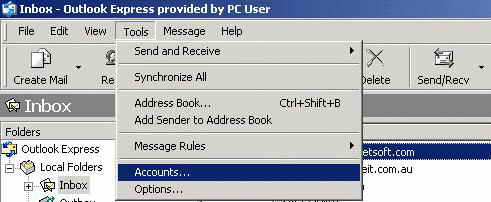 Inbox - Outlook Express provided by PC User
File Edit View Tools Message Help
Send and Receive
Synchronize All
Address Book... Ctrl+Shift+B
Add Sender to Address Book
Message Rules
Accounts...
Options...
Create Mail Delete Send/Recv
Inbox
Folders
Outlook Express
Local Folders
Inbox
etsoft.com
eit.com.au